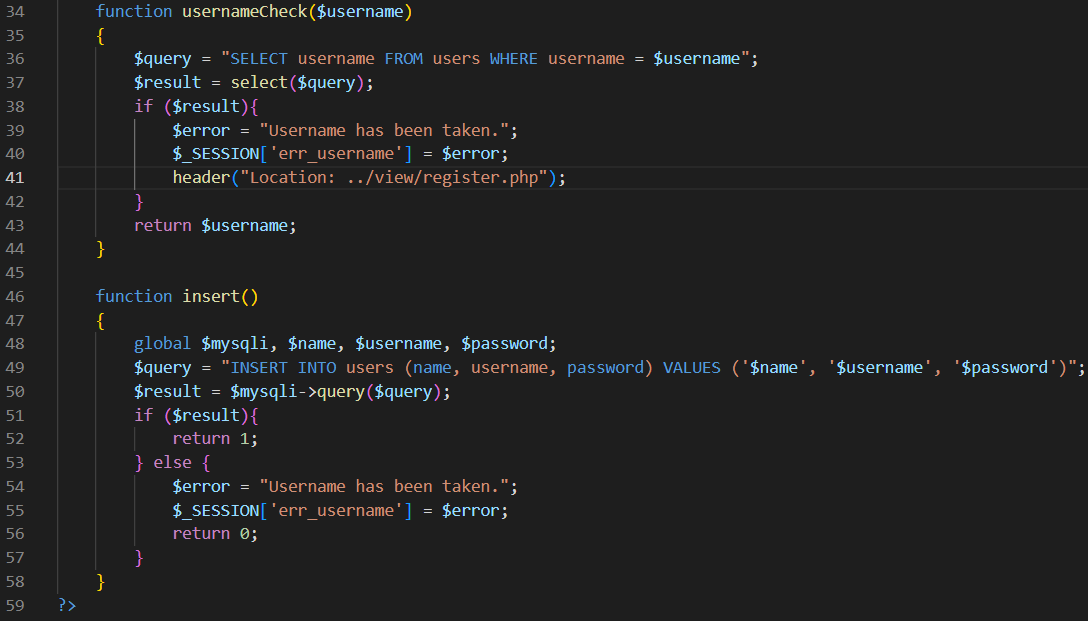 34 function usernameCheck($username)
35 {
36 $query = "SELECT username FROM users WHERE username = $username";
37 $result = select($query);
38 if ($result){
39 $error = "Username has been taken.";
40 $_SESSION['err_username'] = $error;
41 header("Location: ../view/register.php");
42 }
43 return $username;
44 }
45
46 function insert()
47 {
48 global $mysqli, $name, $username, $password;
49 $query = "INSERT INTO users (name, username, password) VALUES ('$name', '$username', '$password')";
50 $result = $mysqli->query($query);
51 if ($result){
52 return 1;
53 } else {
54 $error = "Username has been taken.";
55 $_SESSION['err_username'] = $error;
56 return 0;
57 }
58 }
59 ?>